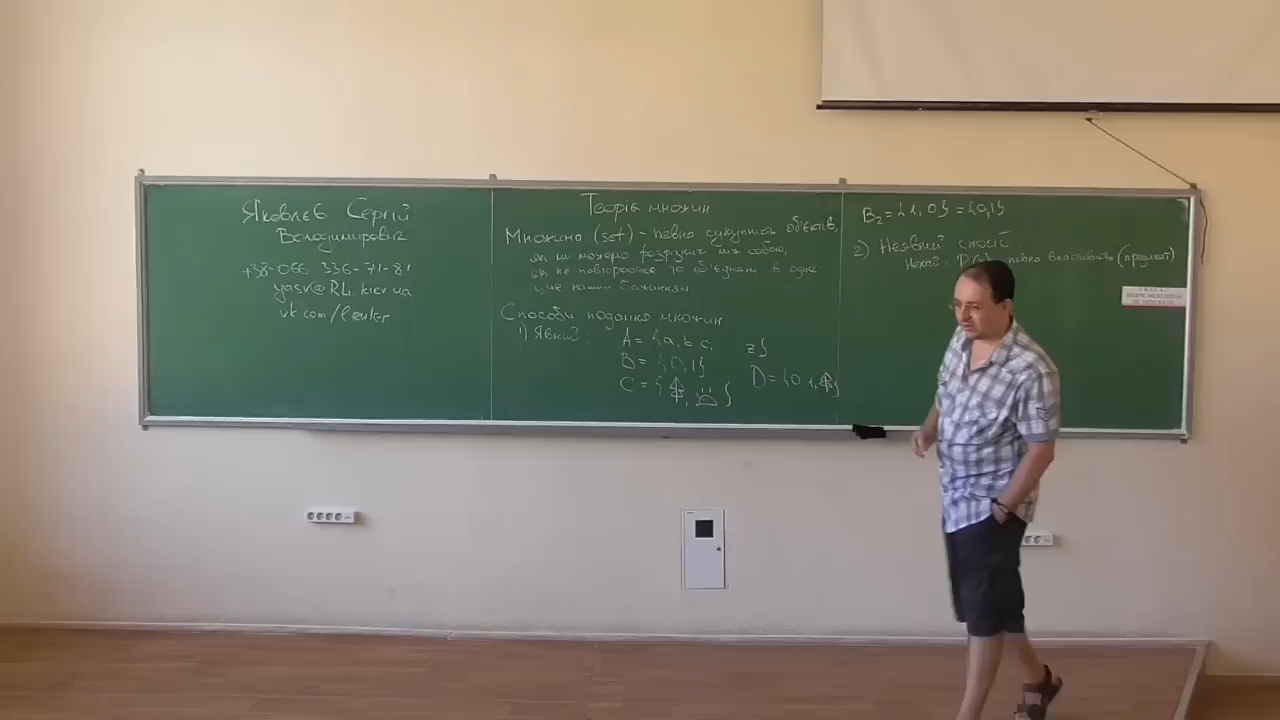 Яковлєв Сергій
Володимирович
+38-066-336-71-81
yasv@RL.kiev.ua
vk.com/leuler
Теорія множин
Множина (set) – певна сукупність об'єктів,
які ми можемо розрізнити між собою,
які не повторюються та об'єднані в одне
ціле нашим бажанням
Способи подання множин
1) Явний:
A = {a, b, c, z}
B = {0, 1}
C = { , }
D = {0, 1, }
B₂ = {1, 0} = {0, 1}
2) Неявний спосіб.
Нехай певна властивість (предикат)